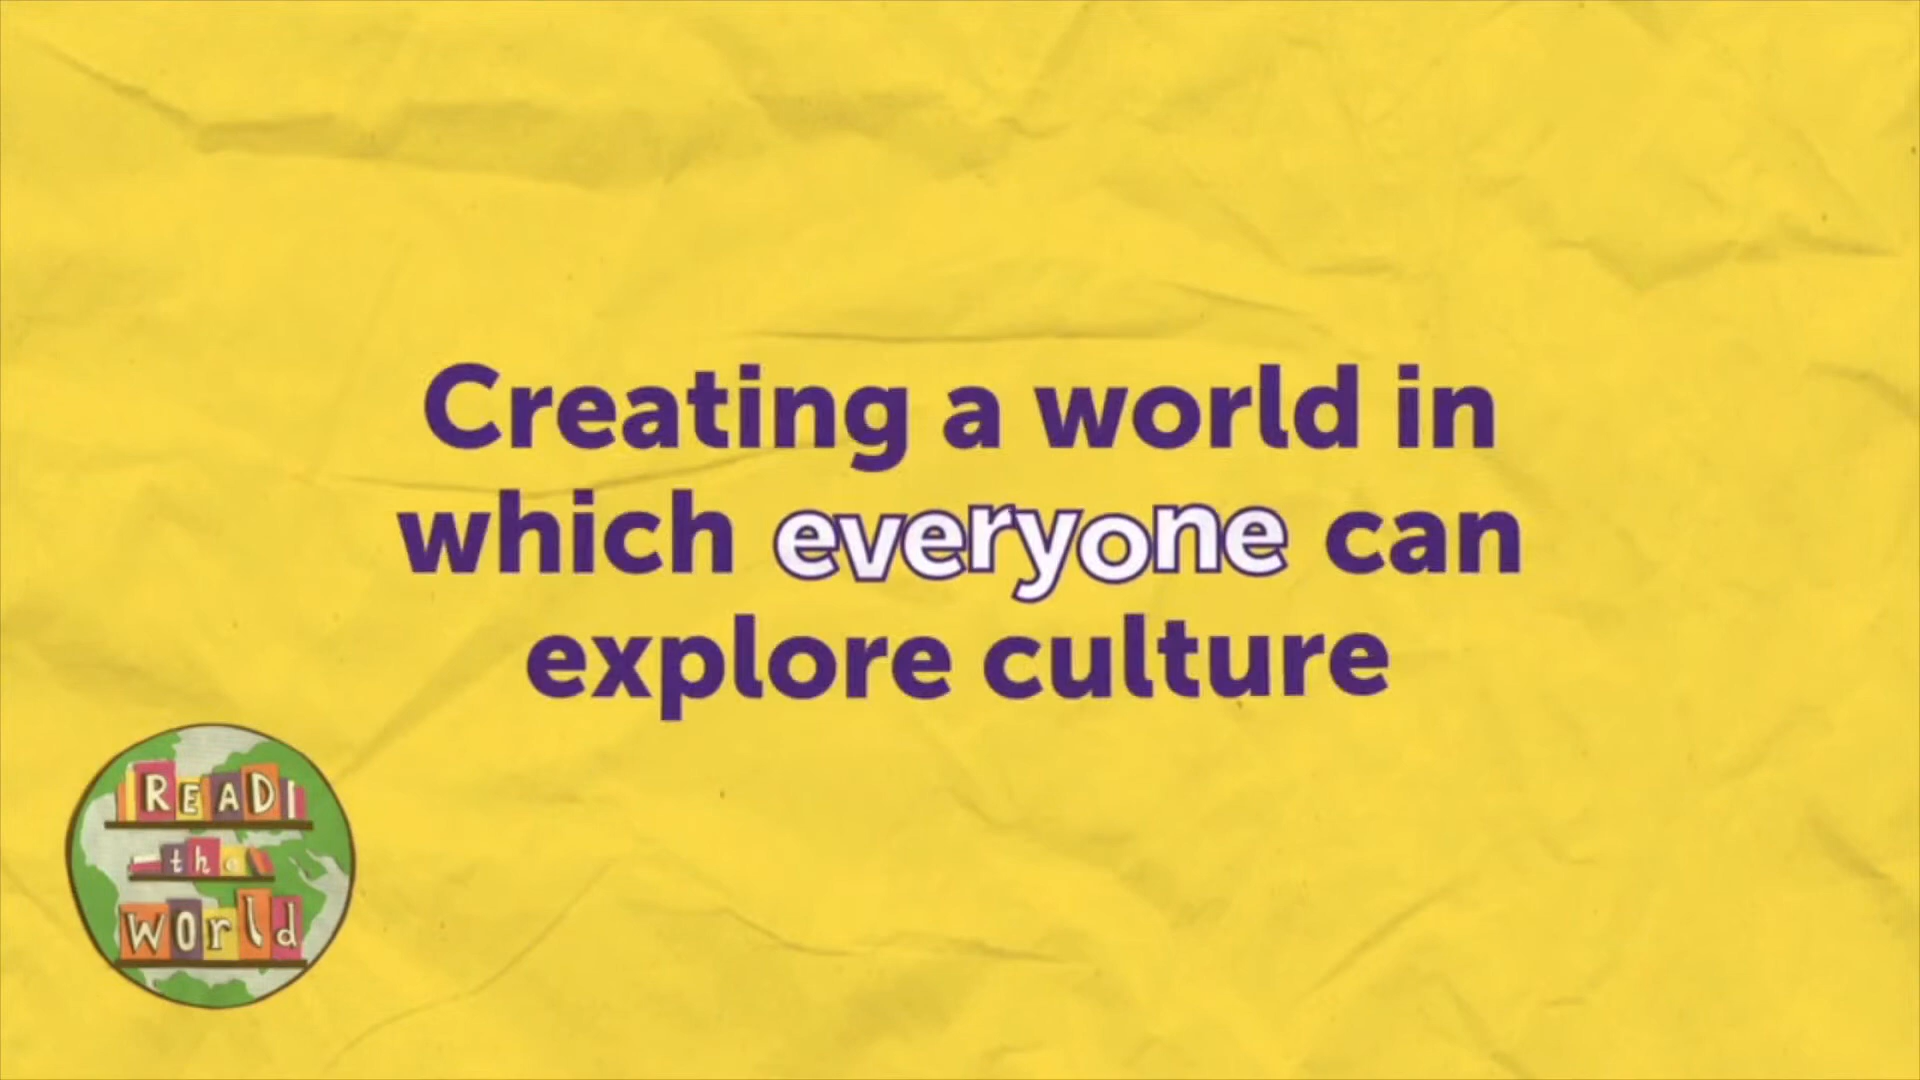 Creating a world in
which everyone can
explore culture
READ
the
World